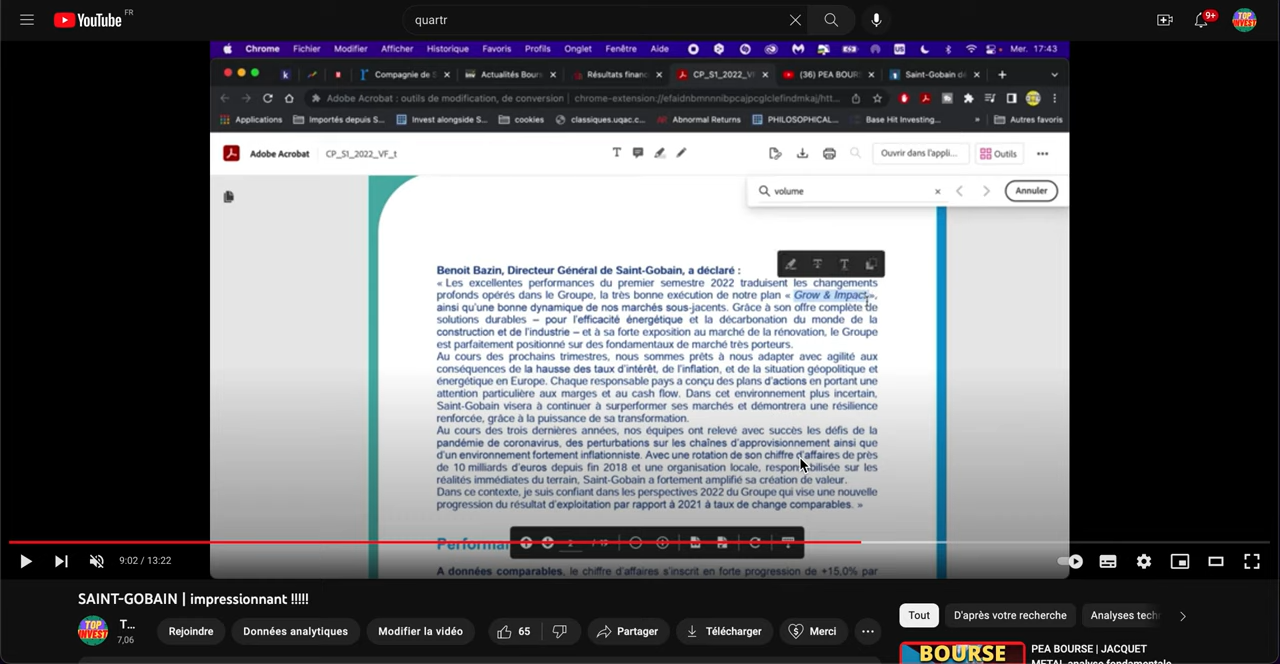 YouTube FR
quartr
9+
TOP INVEST
Chrome Fichier Modifier Afficher Historique Favoris Profils Onglet Fenêtre Aide US Mer. 17:43
Compagnie de S Actualités Bour Résultats financ CP_S1_2022_VF (36) PEA BOUR Saint-Gobain d
Adobe Acrobat : outils de modification, de conversion | chrome-extension://efaidnbmnnnibpcajpcglclefindmkaj/htt...
Applications Importés depuis S... Invest alongside S... cookies classiques.uqac.c... Abnormal Returns PHILOSOPHICAL... Base Hit Investing... » Autres favoris
Adobe Acrobat CP_S1_2022_VF_t Ouvrir dans l'appli... Outils
volume Annuler
Benoit Bazin, Directeur Général de Saint-Gobain, a déclaré :
« Les excellentes performances du premier semestre 2022 traduisent les changements
profonds opérés dans le Groupe, la très bonne exécution de notre plan « Grow & Impact »,
ainsi qu'une bonne dynamique de nos marchés sous-jacents. Grâce à son offre complète de
solutions durables – pour l'efficacité énergétique et la décarbonation du monde de la
construction et de l'industrie – et à sa forte exposition au marché de la rénovation, le Groupe
est parfaitement positionné sur des fondamentaux de marché très porteurs.
Au cours des prochains trimestres, nous sommes prêts à nous adapter avec agilité aux
conséquences de la hausse des taux d'intérêt, de l'inflation, et de la situation géopolitique et
énergétique en Europe. Chaque responsable pays a conçu des plans d'actions en portant une
attention particulière aux marges et au cash flow. Dans cet environnement plus incertain,
Saint-Gobain visera à continuer à surperformer ses marchés et démontrera une résilience
renforcée, grâce à la puissance de sa transformation.
Au cours des trois dernières années, nos équipes ont relevé avec succès les défis de la
pandémie de coronavirus, des perturbations sur les chaînes d'approvisionnement ainsi que
d'un environnement fortement inflationniste. Avec une rotation de son chiffre d'affaires de près
de 10 milliards d'euros depuis fin 2018 et une organisation locale, responsabilisée sur les
réalités immédiates du terrain, Saint-Gobain a fortement amplifié sa création de valeur.
Dans ce contexte, je suis confiant dans les perspectives 2022 du Groupe qui vise une nouvelle
progression du résultat d'exploitation par rapport à 2021 à taux de change comparables. »
Performan
A données comparables, le chiffre d'affaires s'inscrit en forte progression de +15,0% par
9:02 / 13:22
SAINT-GOBAIN | impressionnant !!!!!
TOP INVEST
T...
7,06
Rejoindre Données analytiques Modifier la vidéo 65 Partager Télécharger Merci
Tout D'après votre recherche Analyses techn
BOURSE
PEA BOURSE | JACQUET
METAL analyse fondamentale